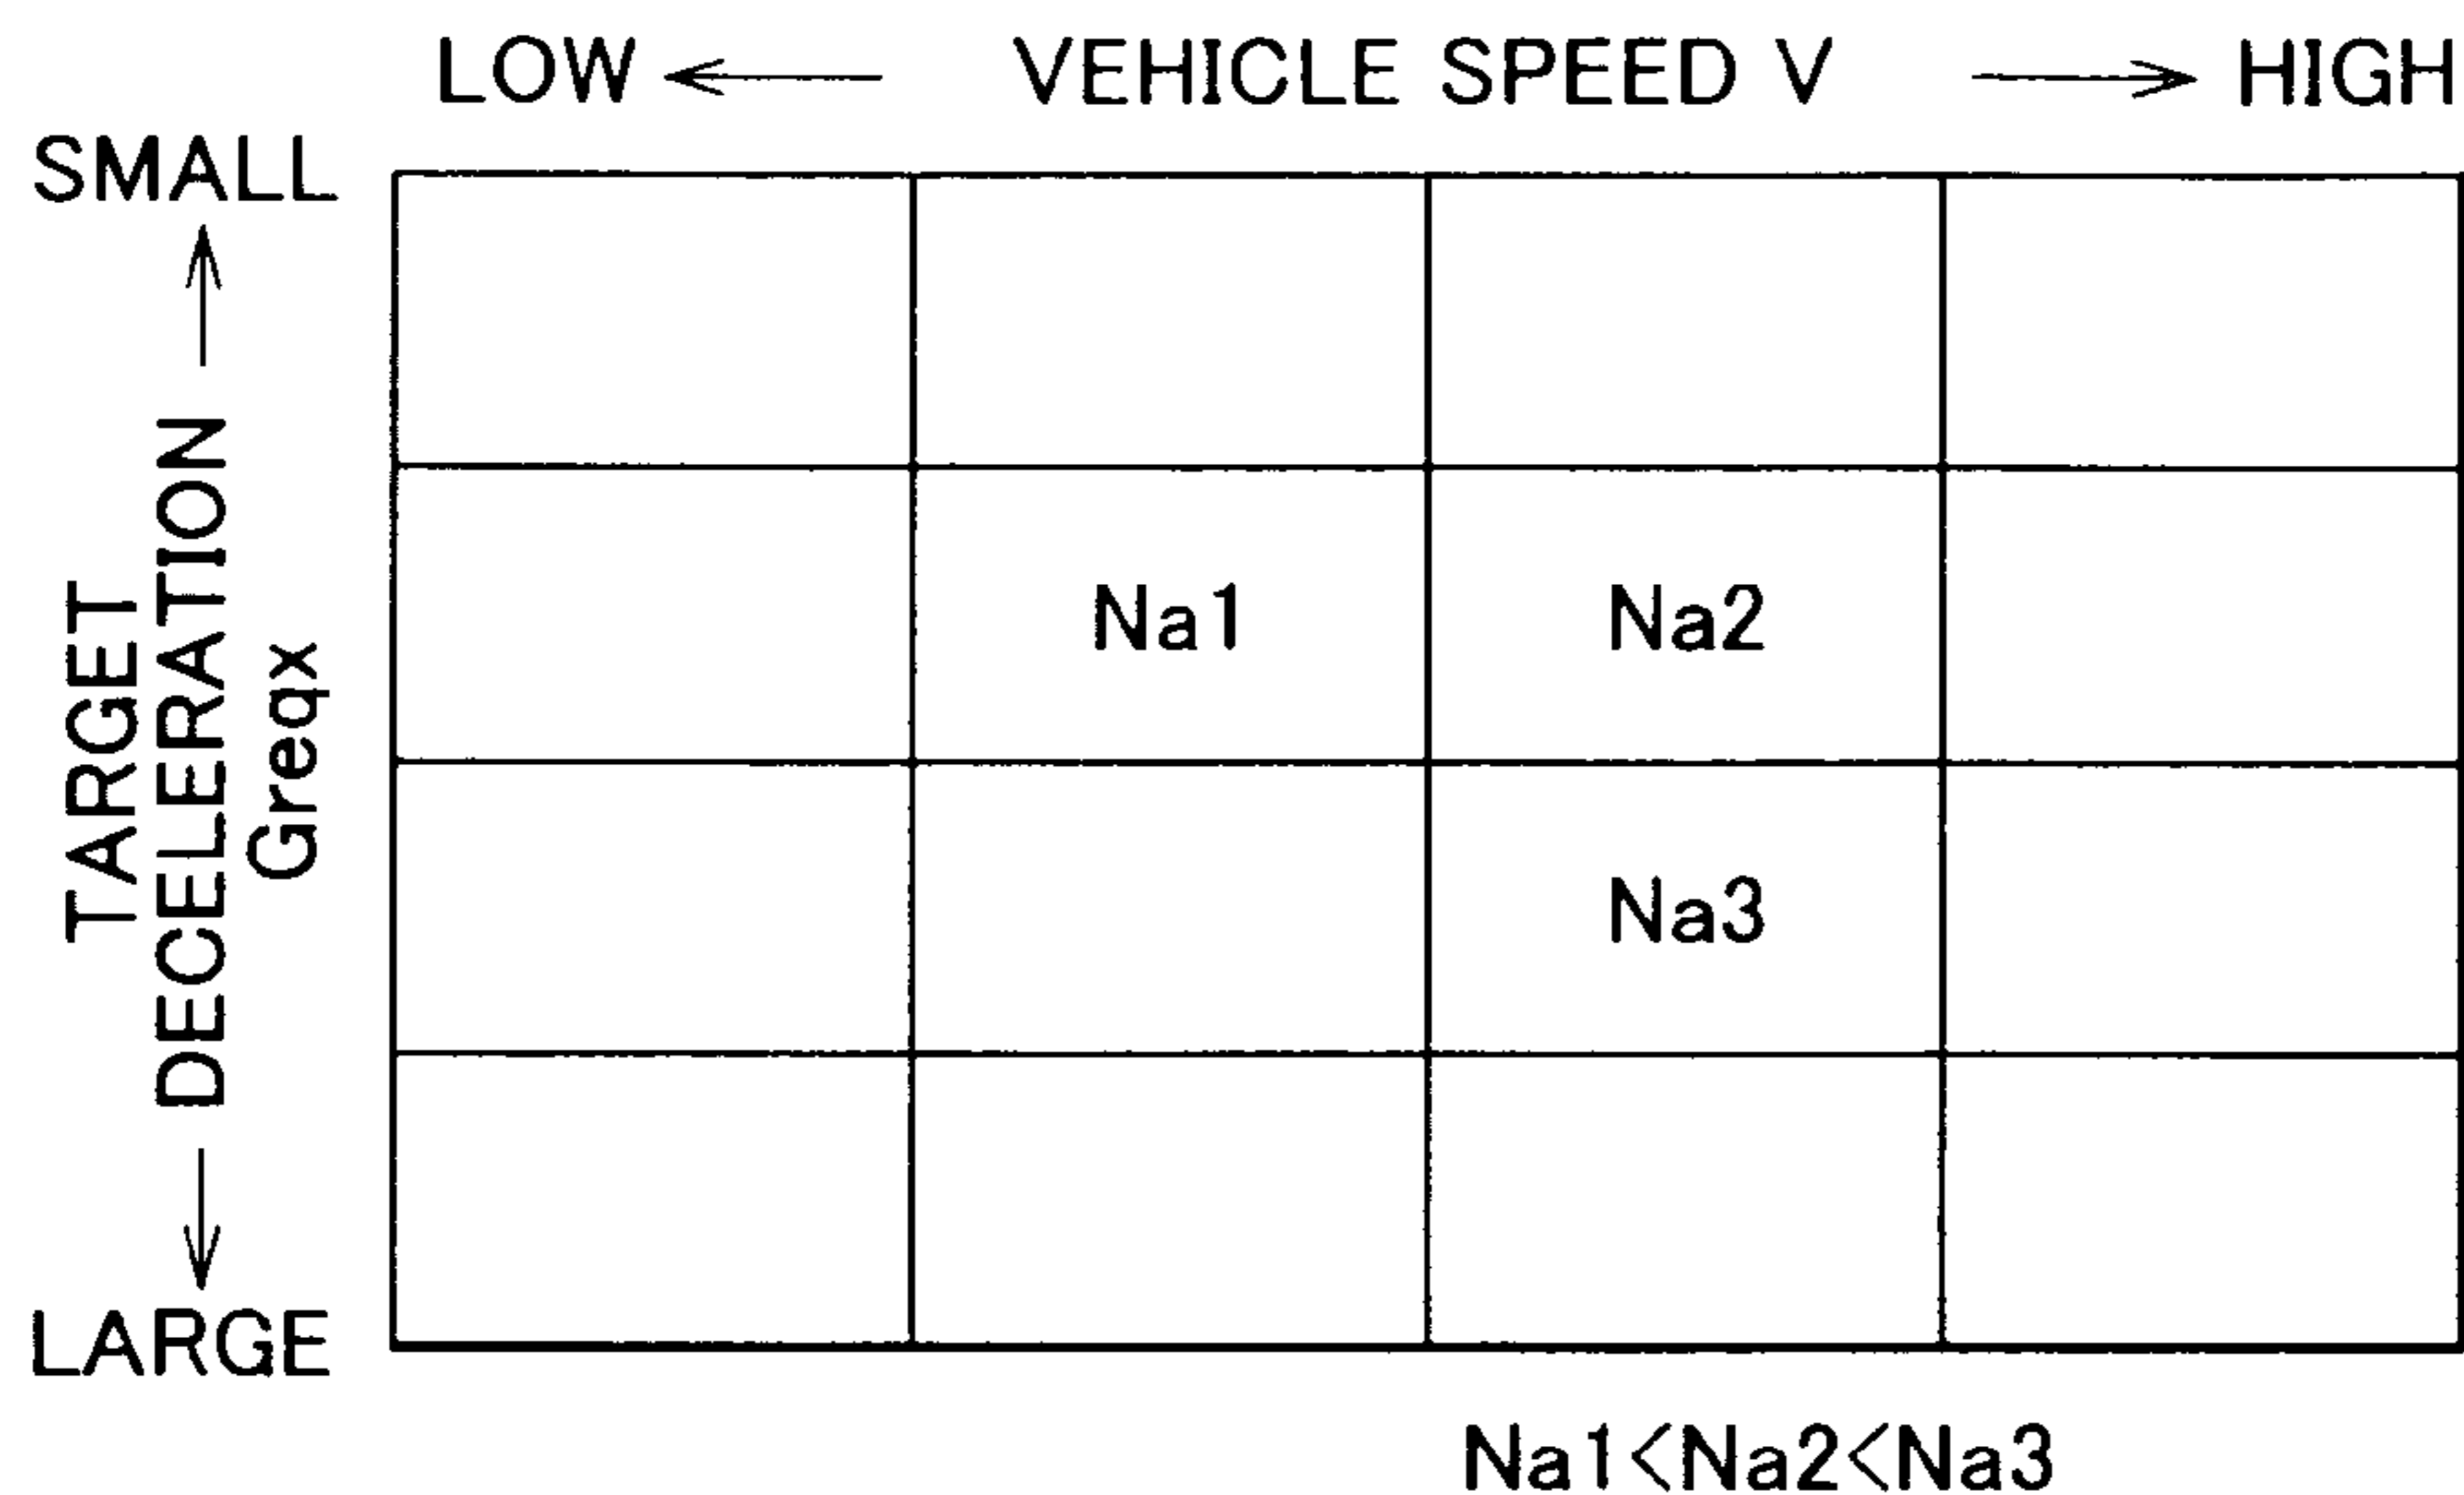 LOW ← VEHICLE SPEED V → HIGH
SMALL
TARGET
DECELERATION
Greqx
LARGE
Na1 Na2
Na3
Na1<Na2<Na3